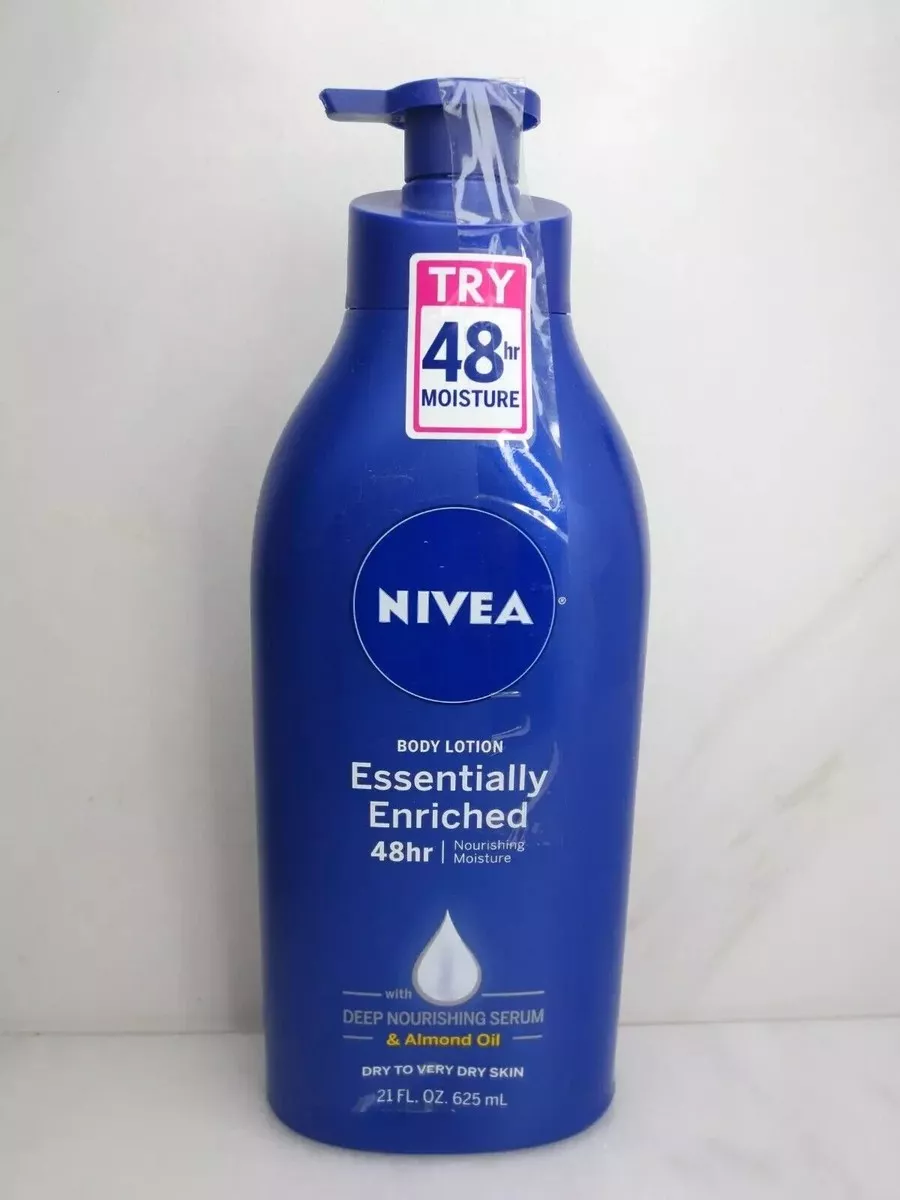 TRY
48hr
MOISTURE
NIVEA®
BODY LOTION
Essentially
Enriched
48hr | Nourishing
Moisture
with
DEEP NOURISHING SERUM
& Almond Oil
DRY TO VERY DRY SKIN
21 FL. OZ. 625 mL